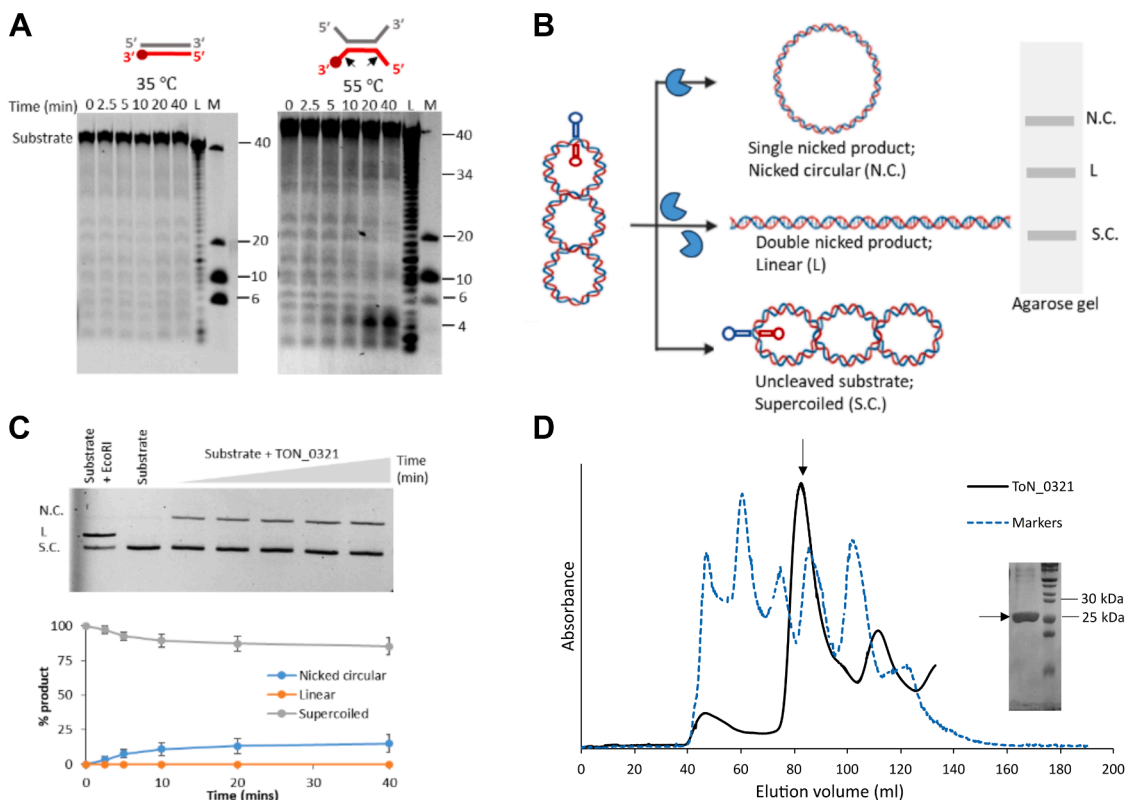 A
5′ 3′
3′ 5′
35 °C
Time (min) 0 2.5 5 10 20 40 L M
Substrate
40
20
10
6
5′ 3′
3′ 5′
55 °C
0 2.5 5 10 20 40 L M
40
34
20
10
6
4
B
Single nicked product;
Nicked circular (N.C.)
Double nicked product;
Linear (L)
Uncleaved substrate;
Supercoiled (S.C.)
N.C.
L
S.C.
Agarose gel
C
Substrate
+ EcoRI
Substrate
Substrate + TON_0321
Time
(min)
N.C.
L
S.C.
% product
100
75
50
25
0
Nicked circular
Linear
Supercoiled
0 10 20 30 40
Time (mins)
D
Absorbance
ToN_0321
Markers
30 kDa
25 kDa
0 20 40 60 80 100 120 140 160 180 200
Elution volume (ml)